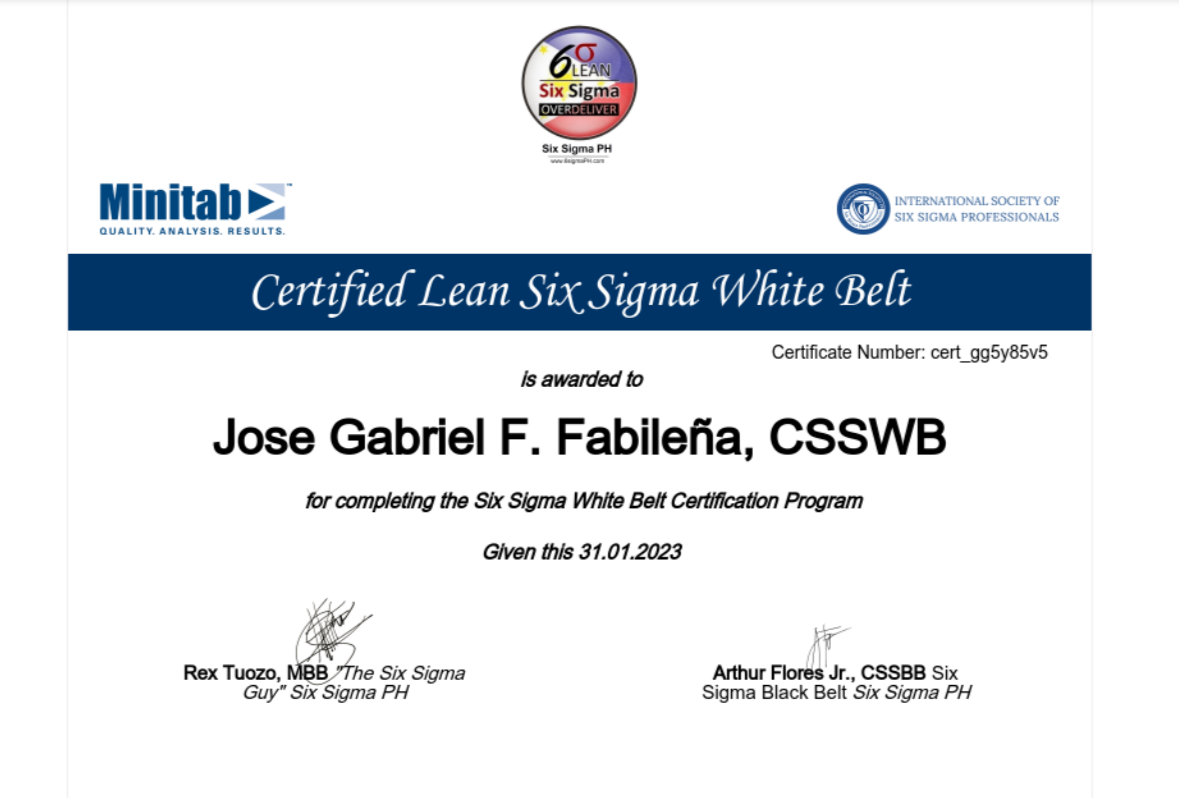 6σ
LEAN
Six Sigma
OVERDELIVER
Six Sigma PH
www.6sigmaPH.com
Minitab
QUALITY. ANALYSIS. RESULTS.
INTERNATIONAL SOCIETY OF
SIX SIGMA PROFESSIONALS
Certified Lean Six Sigma White Belt
Certificate Number: cert_gg5y85v5
is awarded to
Jose Gabriel F. Fabileña, CSSWB
for completing the Six Sigma White Belt Certification Program
Given this 31.01.2023
Rex Tuozo, MBB "The Six Sigma
Guy" Six Sigma PH
Arthur Flores Jr., CSSBB Six
Sigma Black Belt Six Sigma PH